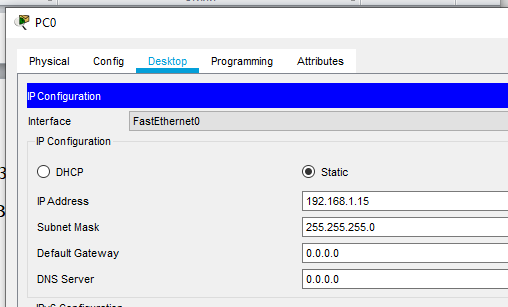 PC0
Physical Config Desktop Programming Attributes
IP Configuration
Interface FastEthernet0
IP Configuration
DHCP Static
IP Address 192.168.1.15
Subnet Mask 255.255.255.0
Default Gateway 0.0.0.0
DNS Server 0.0.0.0